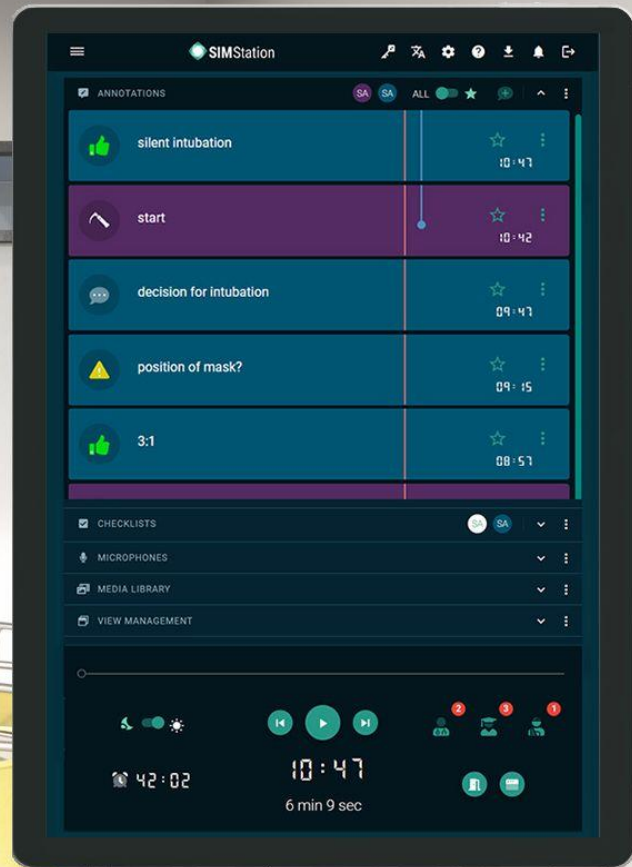 SIMStation
ANNOTATIONS
SA
SA
ALL
silent intubation
10:47
start
10:42
decision for intubation
09:47
position of mask?
09:15
3:1
08:57
CHECKLISTS
SA
SA
MICROPHONES
MEDIA LIBRARY
VIEW MANAGEMENT
2
3
1
42:02
10:47
6 min 9 sec